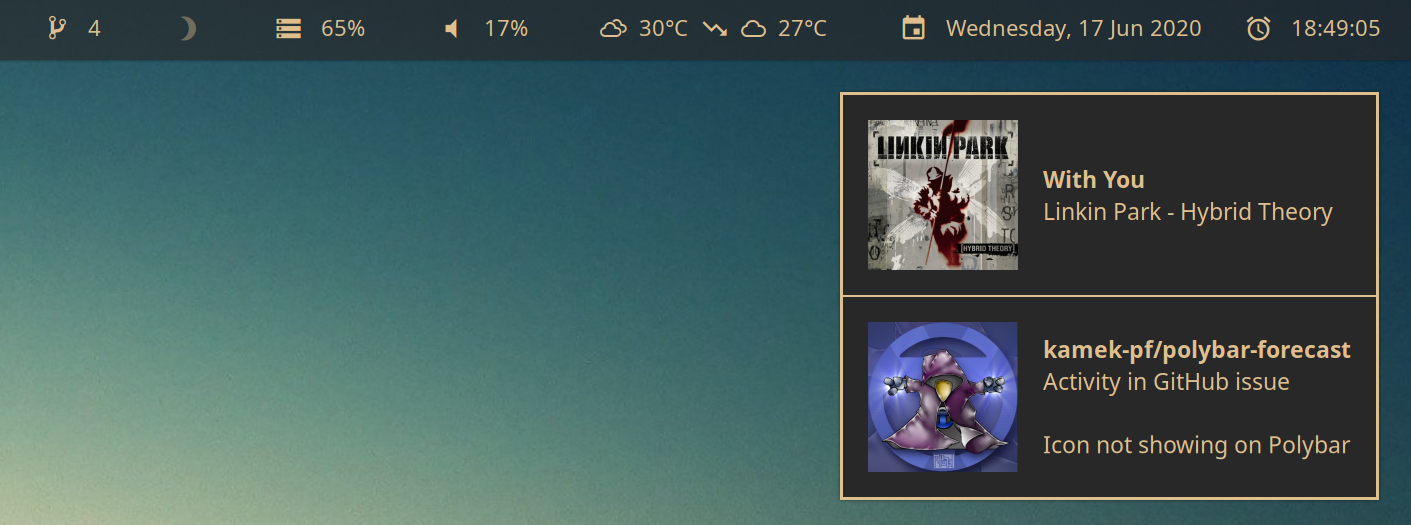 4 65% 17% 30°C 27°C Wednesday, 17 Jun 2020 18:49:05
LINKIN PARK
[HYBRID THEORY]
With You
Linkin Park - Hybrid Theory
kamek-pf/polybar-forecast
Activity in GitHub issue
Icon not showing on Polybar